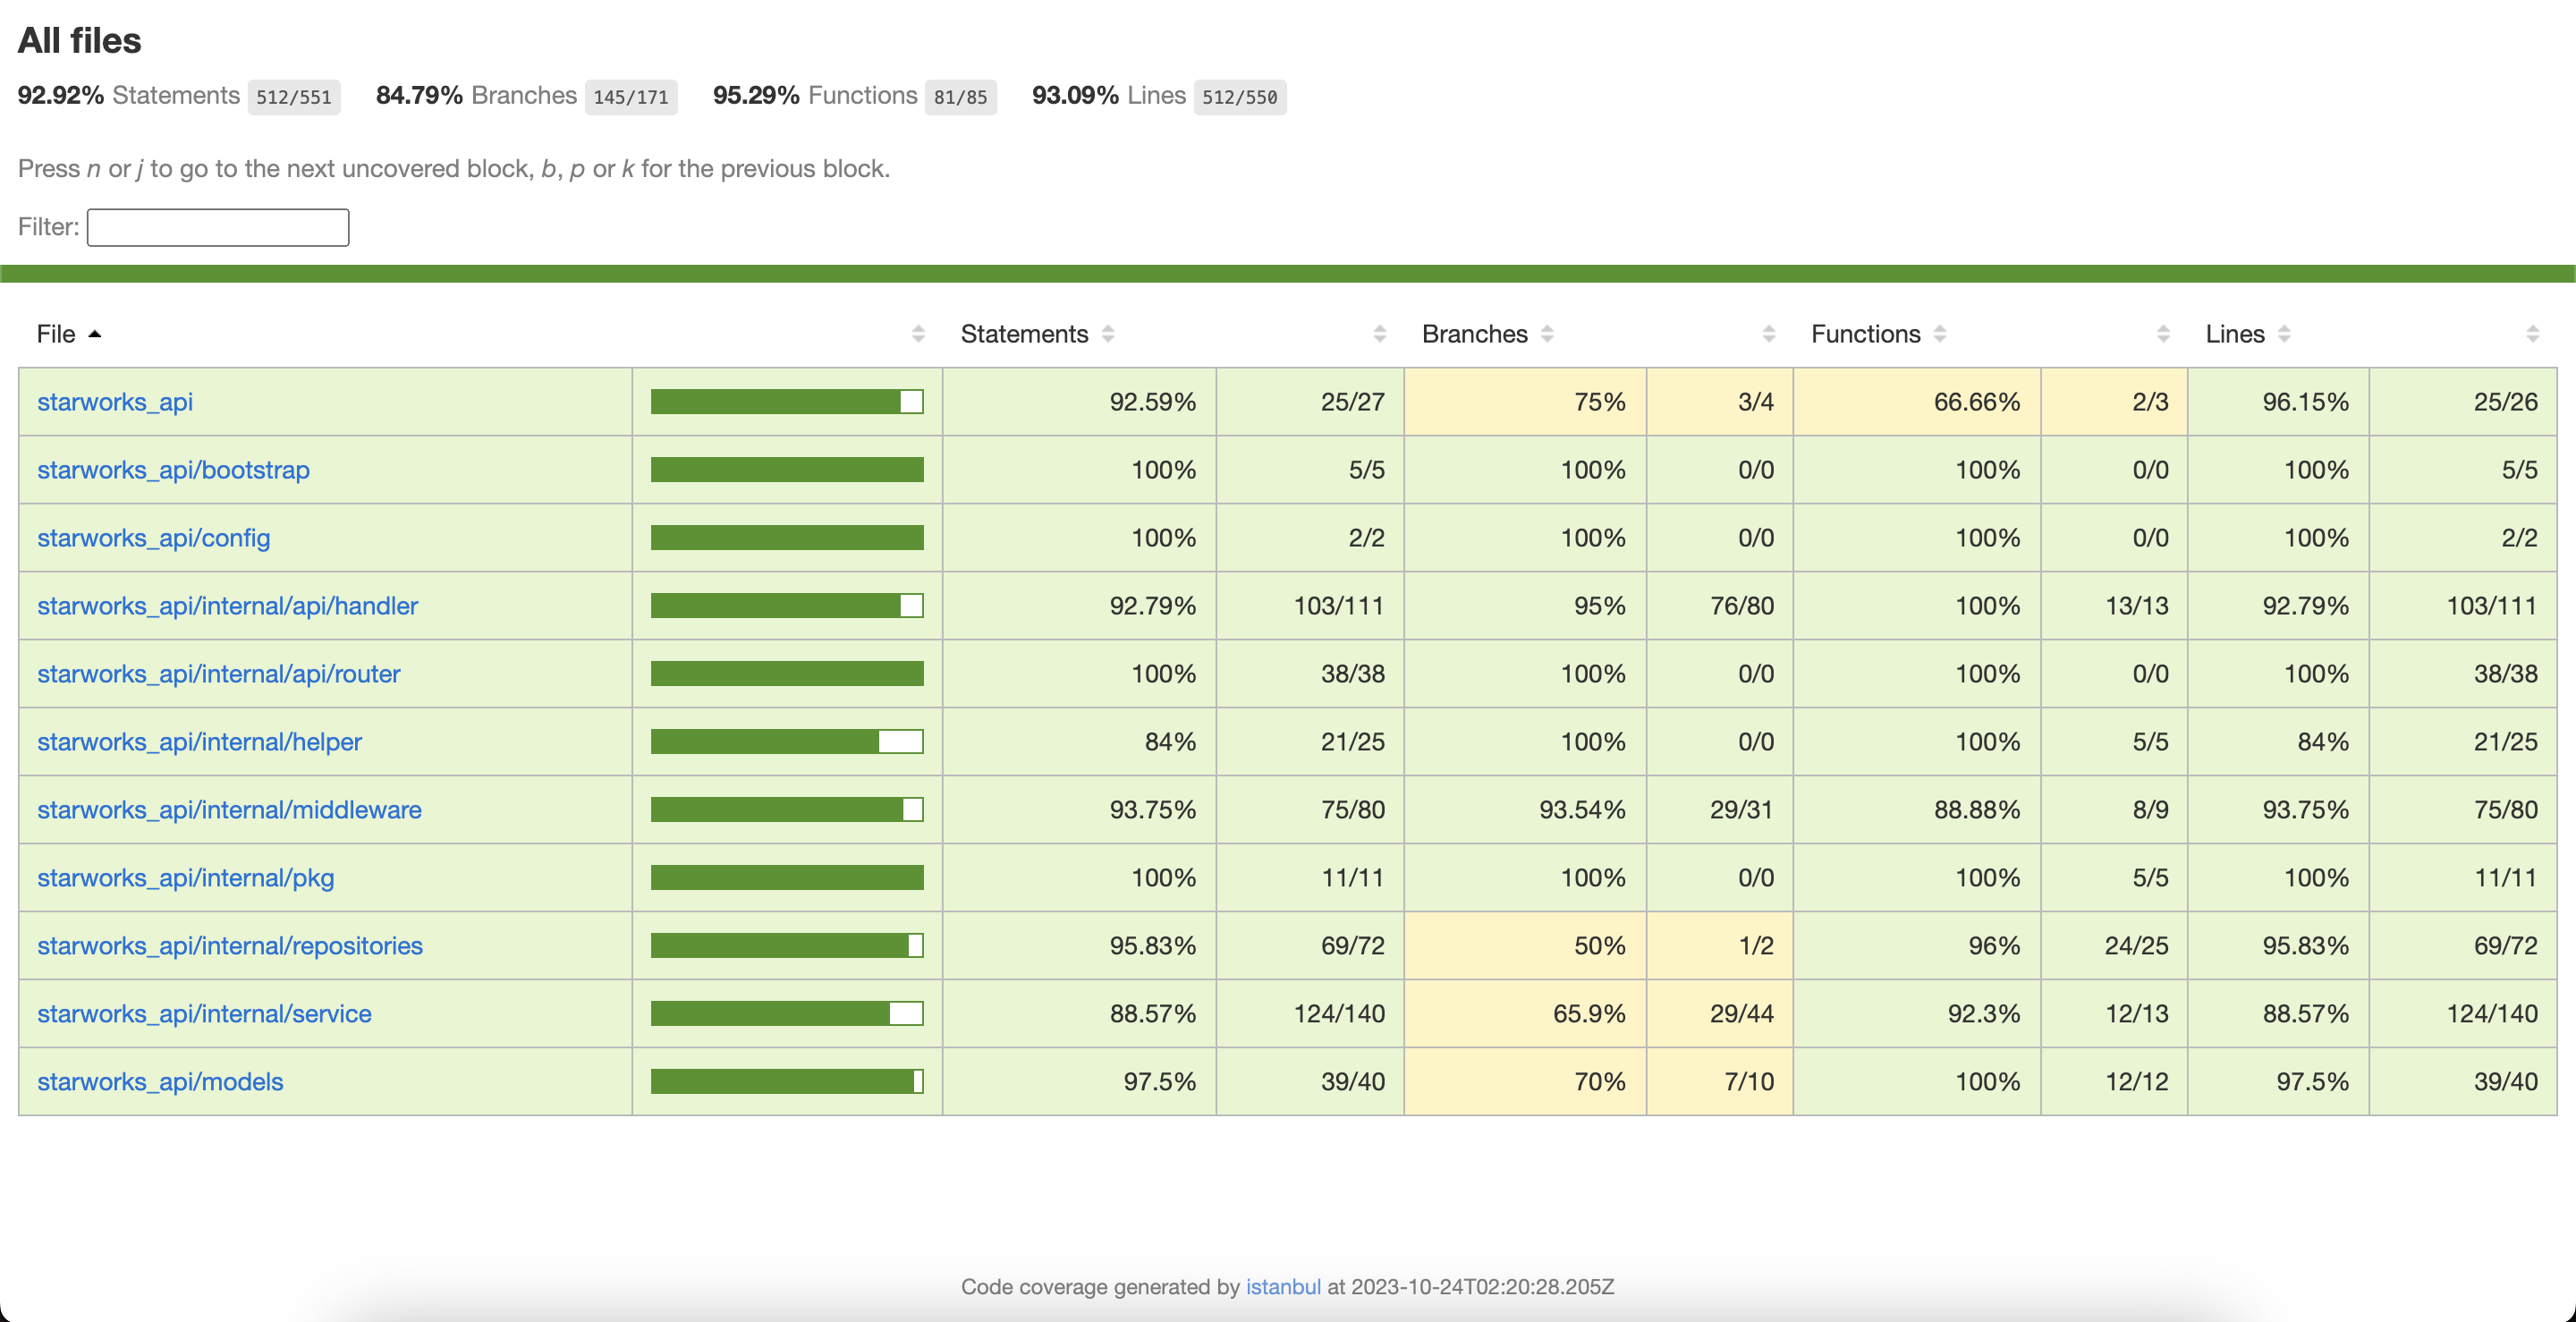 All files
92.92% Statements 512/551 84.79% Branches 145/171 95.29% Functions 81/85 93.09% Lines 512/550
Press n or j to go to the next uncovered block, b, p or k for the previous block.
Filter:
File Statements Branches Functions Lines
starworks_api 92.59% 25/27 75% 3/4 66.66% 2/3 96.15% 25/26
starworks_api/bootstrap 100% 5/5 100% 0/0 100% 0/0 100% 5/5
starworks_api/config 100% 2/2 100% 0/0 100% 0/0 100% 2/2
starworks_api/internal/api/handler 92.79% 103/111 95% 76/80 100% 13/13 92.79% 103/111
starworks_api/internal/api/router 100% 38/38 100% 0/0 100% 0/0 100% 38/38
starworks_api/internal/helper 84% 21/25 100% 0/0 100% 5/5 84% 21/25
starworks_api/internal/middleware 93.75% 75/80 93.54% 29/31 88.88% 8/9 93.75% 75/80
starworks_api/internal/pkg 100% 11/11 100% 0/0 100% 5/5 100% 11/11
starworks_api/internal/repositories 95.83% 69/72 50% 1/2 96% 24/25 95.83% 69/72
starworks_api/internal/service 88.57% 124/140 65.9% 29/44 92.3% 12/13 88.57% 124/140
starworks_api/models 97.5% 39/40 70% 7/10 100% 12/12 97.5% 39/40
Code coverage generated by istanbul at 2023-10-24T02:20:28.205Z